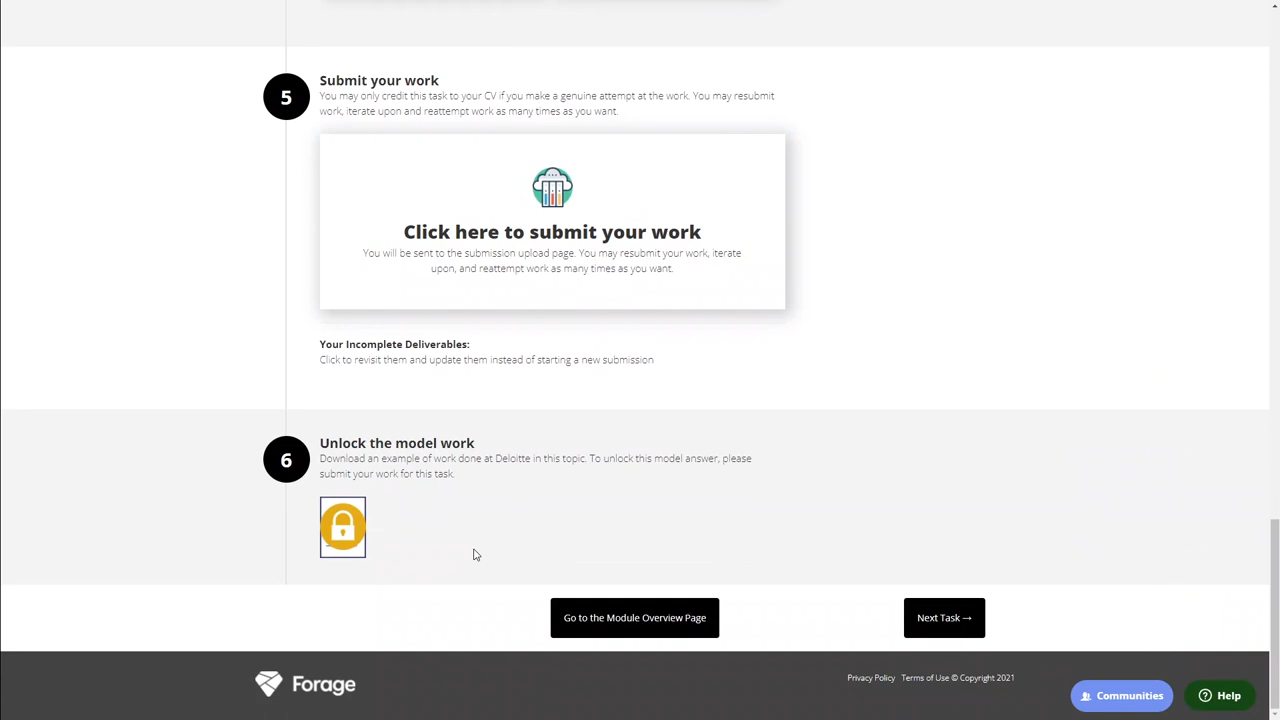 5
Submit your work
You may only credit this task to your CV if you make a genuine attempt at the work. You may resubmit
work, iterate upon and reattempt work as many times as you want.
Click here to submit your work
You will be sent to the submission upload page. You may resubmit your work, iterate
upon, and reattempt work as many times as you want.
Your Incomplete Deliverables:
Click to revisit them and update them instead of starting a new submission
6
Unlock the model work
Download an example of work done at Deloitte in this topic. To unlock this model answer, please
submit your work for this task.
Go to the Module Overview Page
Next Task →
Forage
Privacy Policy Terms of Use © Copyright 2021
Communities
Help